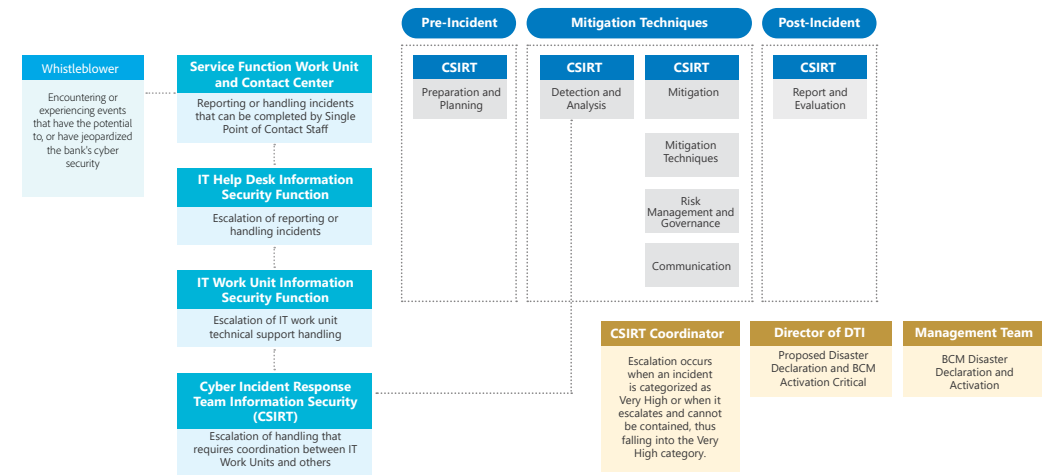 Pre-Incident
Mitigation Techniques
Post-Incident
Whistleblower
Encountering or
experiencing events
that have the potential
to, or have jeopardized
the bank's cyber
security
Service Function Work Unit
and Contact Center
Reporting or handling incidents
that can be completed by Single
Point of Contact Staff
IT Help Desk Information
Security Function
Escalation of reporting or
handling incidents
IT Work Unit Information
Security Function
Escalation of IT work unit
technical support handling
Cyber Incident Response
Team Information Security
(CSIRT)
Escalation of handling that
requires coordination between IT
Work Units and others
CSIRT
Preparation and
Planning
CSIRT
Detection and
Analysis
CSIRT
Mitigation
Mitigation
Techniques
Risk
Management and
Governance
Communication
CSIRT
Report and
Evaluation
CSIRT Coordinator
Escalation occurs
when an incident
is categorized as
Very High or when it
escalates and cannot
be contained, thus
falling into the Very
High category.
Director of DTI
Proposed Disaster
Declaration and BCM
Activation Critical
Management Team
BCM Disaster
Declaration and
Activation